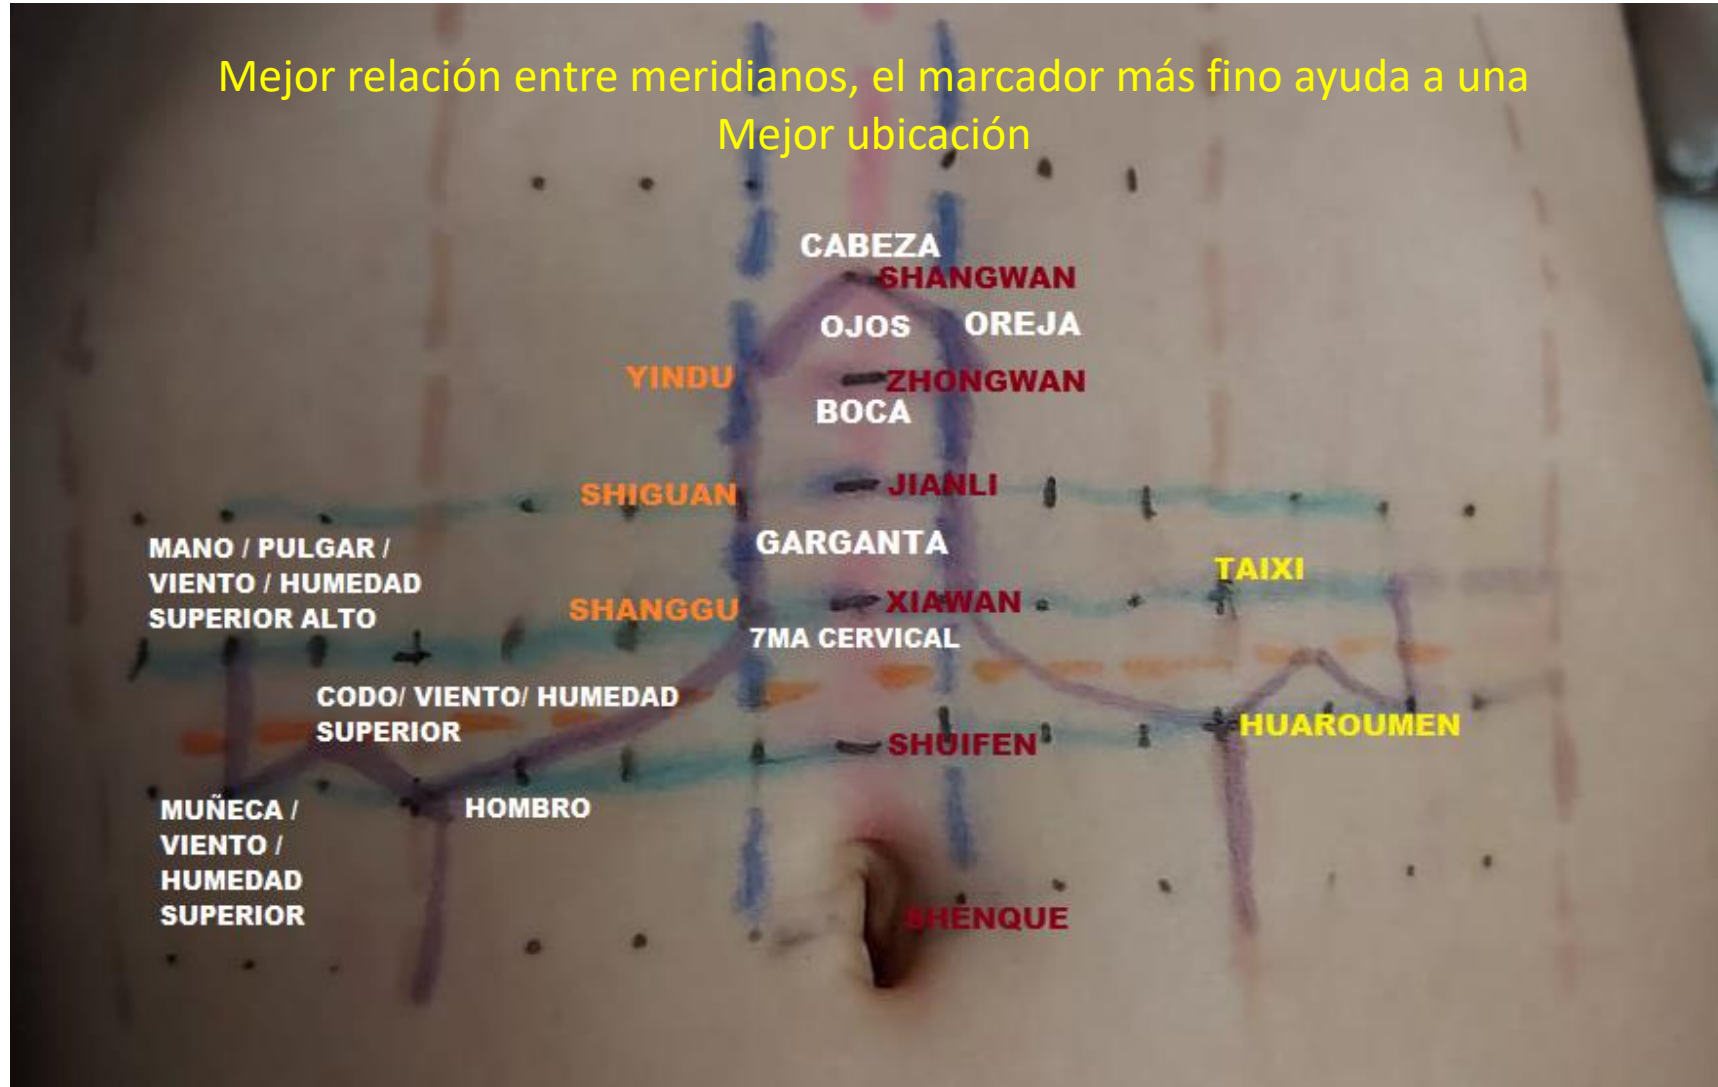 Mejor relación entre meridianos, el marcador más fino ayuda a una
Mejor ubicación
CABEZA
SHANGWAN
OJOS
OREJA
YINDU
ZHONGWAN
BOCA
SHIGUAN
JIANLI
GARGANTA
MANO / PULGAR /
VIENTO / HUMEDAD
SUPERIOR ALTO
TAIXI
SHANGGU
XIAWAN
7MA CERVICAL
CODO/ VIENTO/ HUMEDAD
SUPERIOR
HUAROUMEN
SHUIFEN
MUÑECA /
VIENTO /
HUMEDAD
SUPERIOR
HOMBRO
SHENQUE